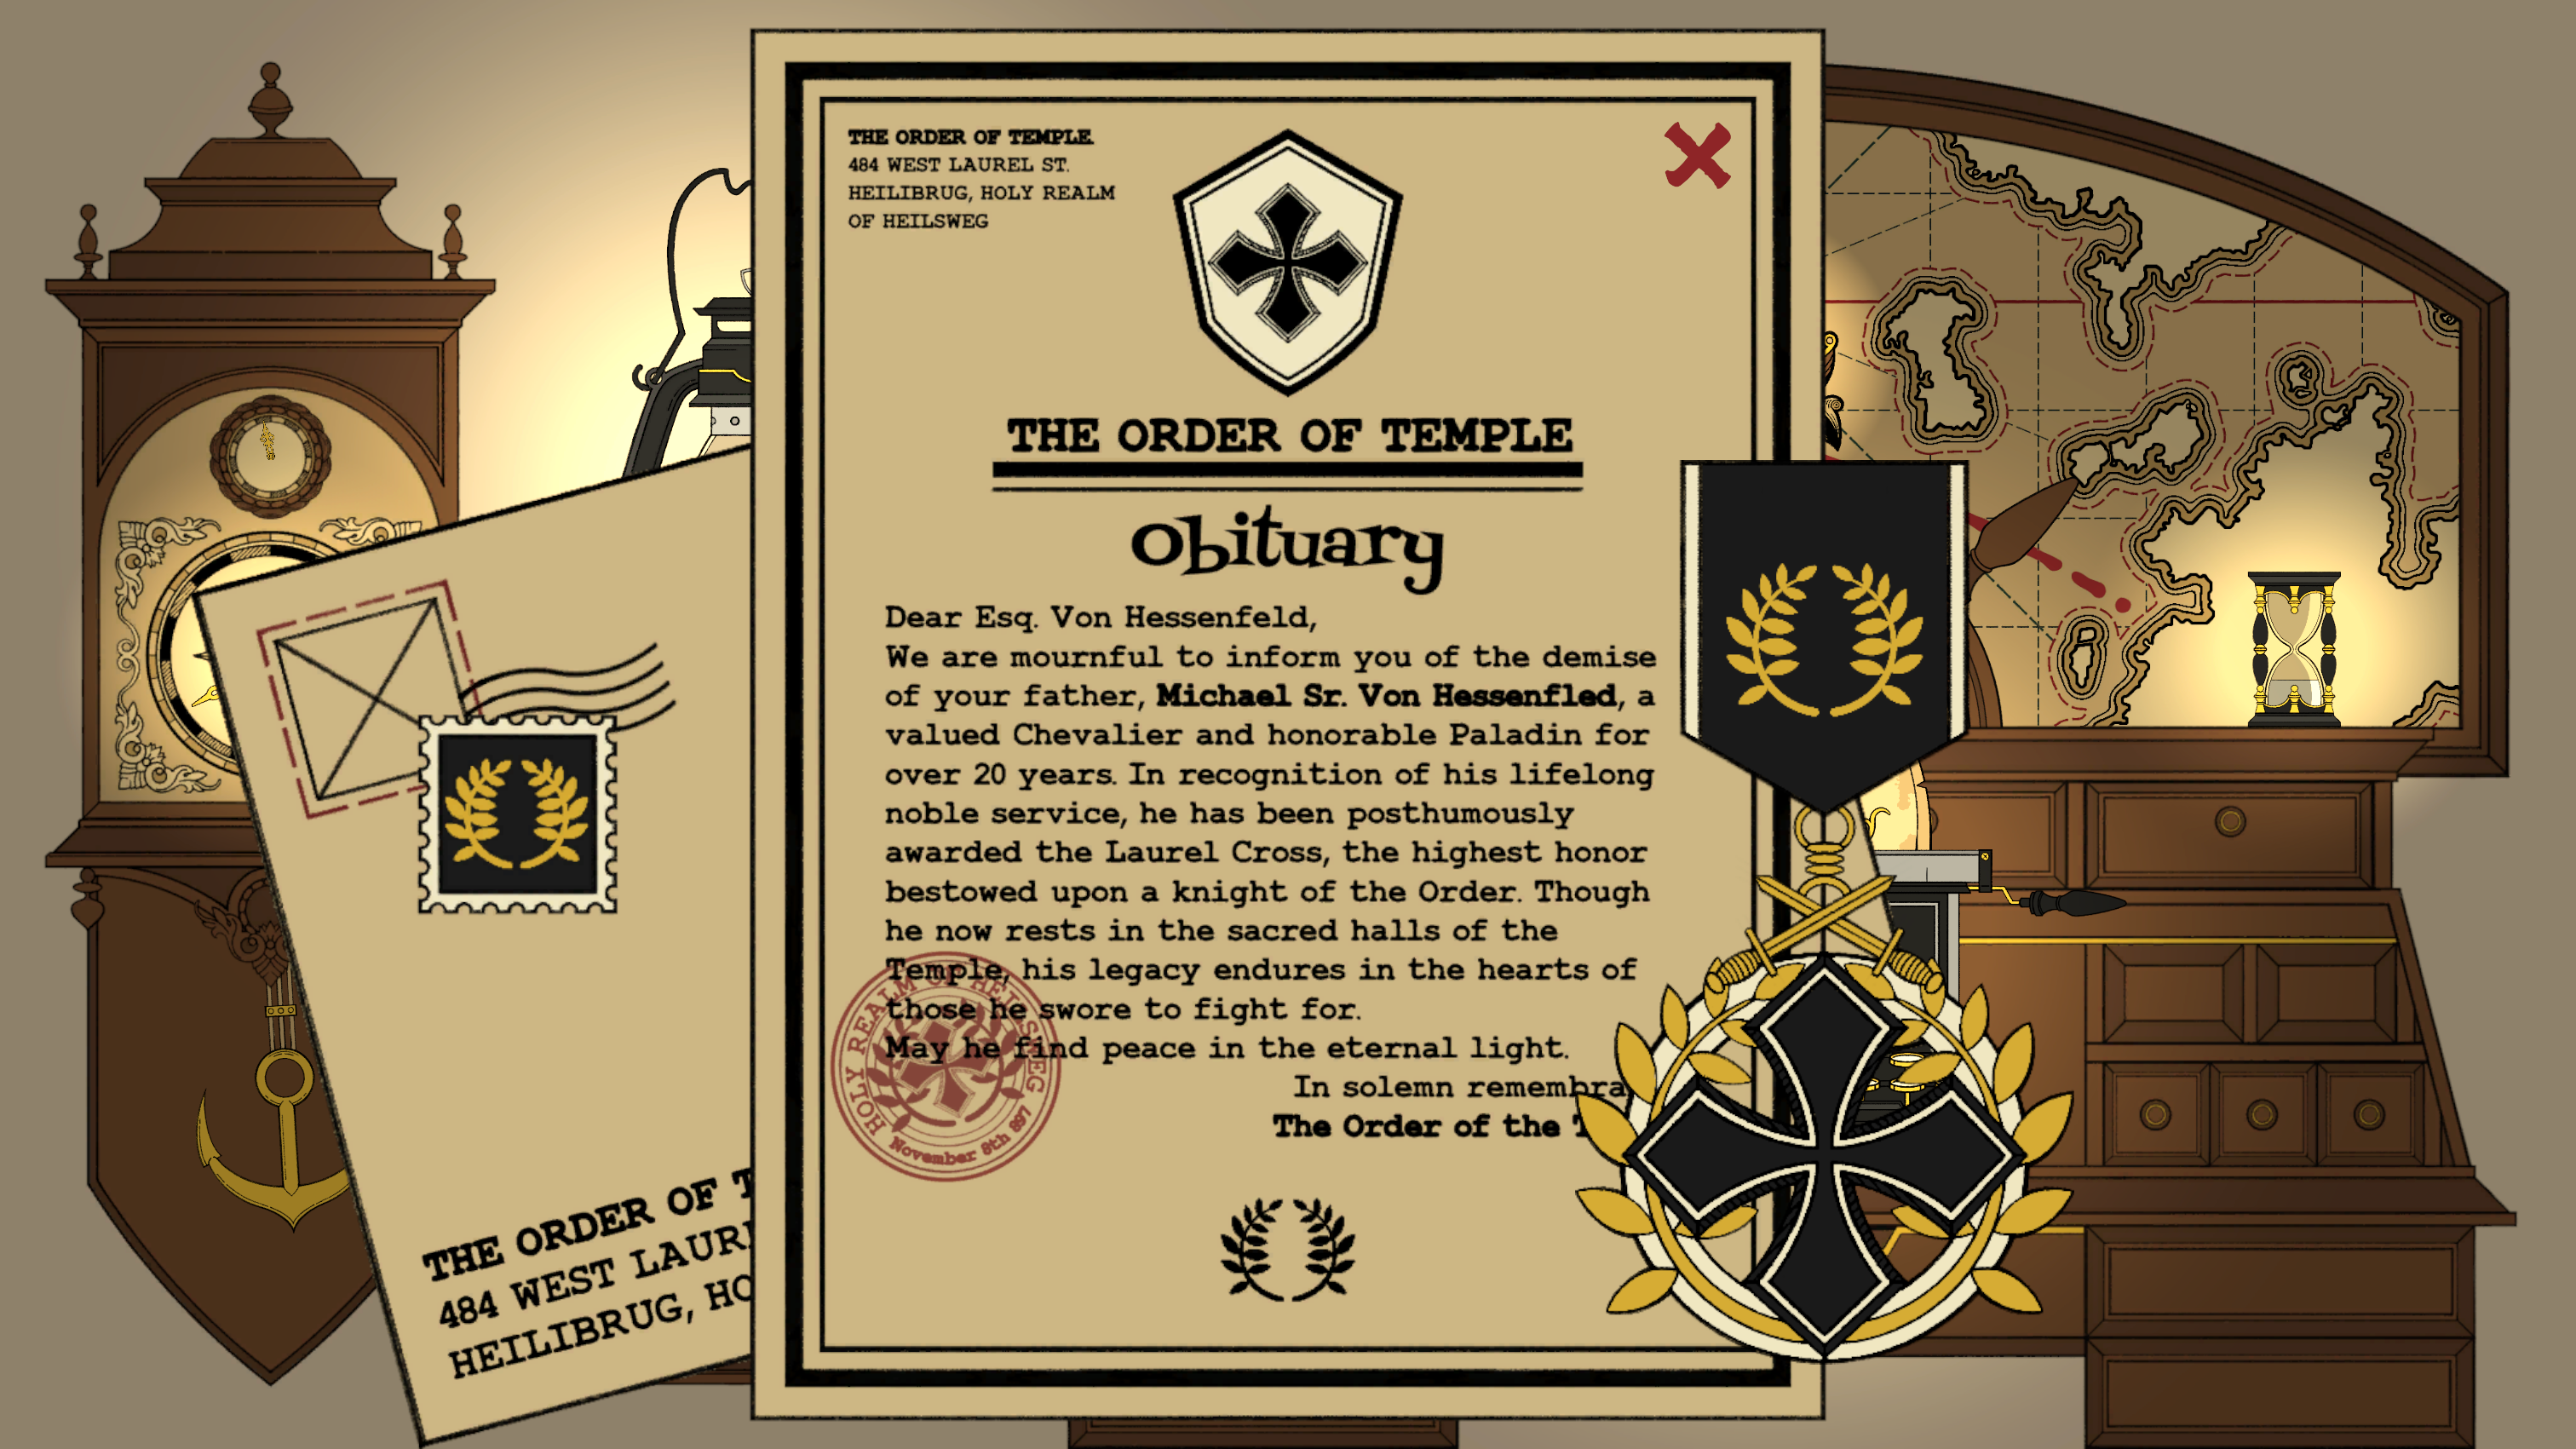 THE ORDER OF TEMPLE
484 WEST LAUREL ST.
HEILIBRUG, HOLY REALM
OF HEILSWEG
THE ORDER OF TEMPLE
Obituary
Dear Esq. Von Hessenfeld,
We are mournful to inform you of the demise
of your father, Michael Sr. Von Hessenfled, a
valued Chevalier and honorable Paladin for
over 20 years. In recognition of his lifelong
noble service, he has been posthumously
awarded the Laurel Cross, the highest honor
bestowed upon a knight of the Order. Though
he now rests in the sacred halls of the
Temple, his legacy endures in the hearts of
those he swore to fight for.
May he find peace in the eternal light.
In solemn
The Order of the
HOLY REALM OF HEILSWEG
November 8th 897
THE ORDER OF
484 WEST
HEILIBRUG,